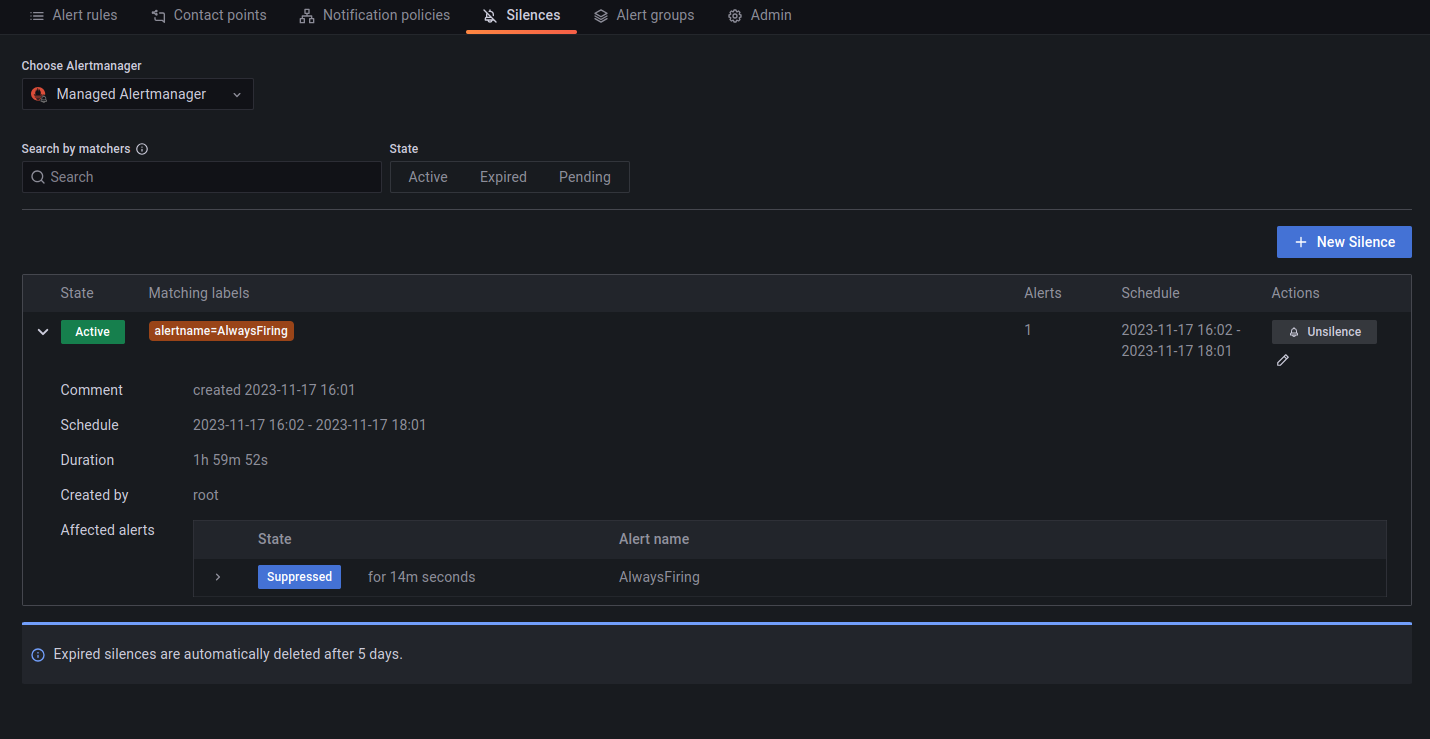 Alert rules Contact points Notification policies Silences Alert groups Admin
Choose Alertmanager
Managed Alertmanager
Search by matchers State
Search Active Expired Pending
New Silence
State Matching labels Alerts Schedule Actions
Active alertname=AlwaysFiring 1 2023-11-17 16:02 - Unsilence
2023-11-17 18:01
Comment created 2023-11-17 16:01
Schedule 2023-11-17 16:02 - 2023-11-17 18:01
Duration 1h 59m 52s
Created by root
Affected alerts State Alert name
Suppressed for 14m seconds AlwaysFiring
Expired silences are automatically deleted after 5 days.